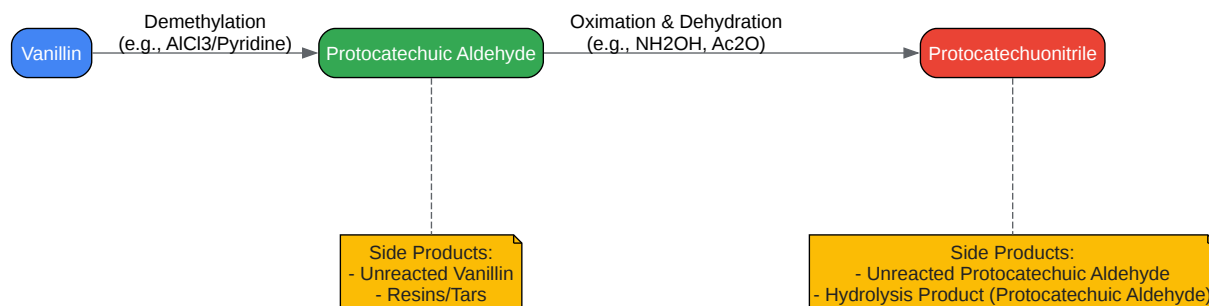 Demethylation
(e.g., AlCl3/Pyridine)
Oximation & Dehydration
(e.g., NH2OH, Ac2O)
Vanillin
Protocatechuic Aldehyde
Protocatechuonitrile
Side Products:
- Unreacted Vanillin
- Resins/Tars
Side Products:
- Unreacted Protocatechuic Aldehyde
- Hydrolysis Product (Protocatechuic Aldehyde)